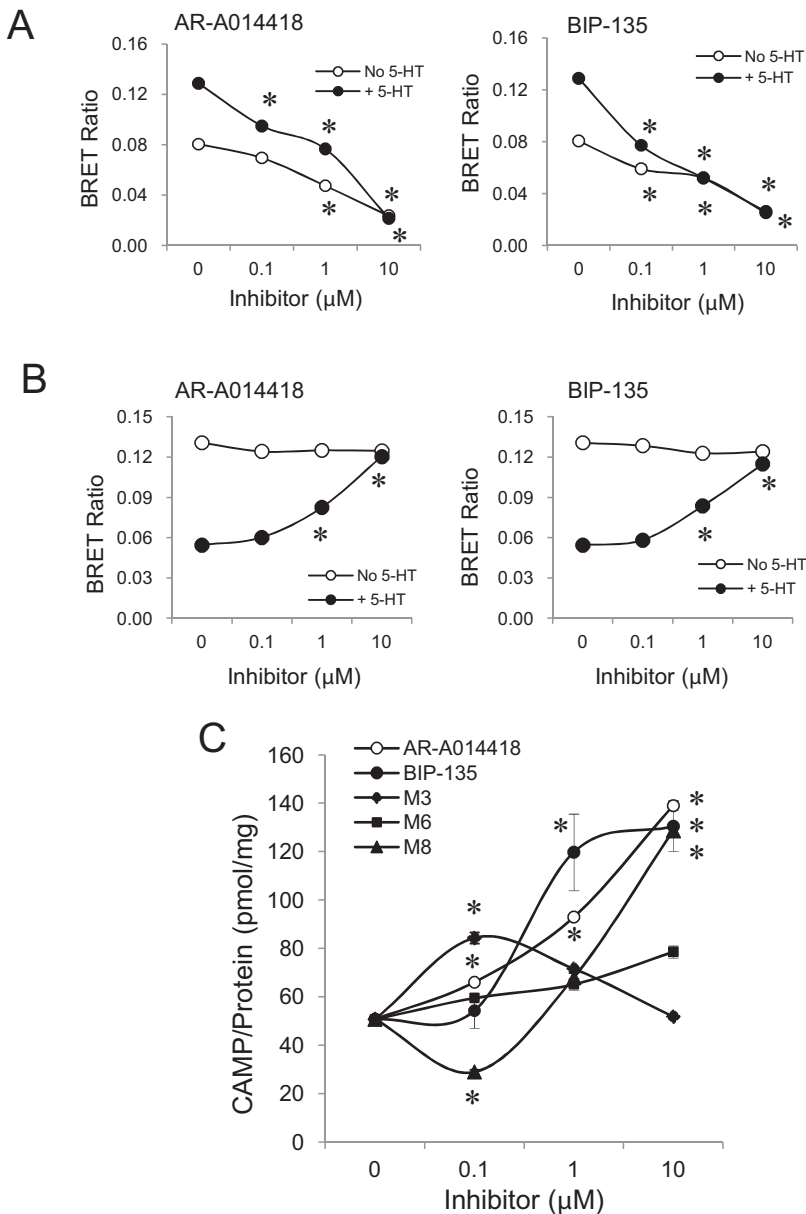 A
AR-A014418
BRET Ratio
0.16
0.12
0.08
0.04
0.00
No 5-HT
+ 5-HT
*
*
*
*
*
0
0.1
1
10
Inhibitor (µM)
BIP-135
BRET Ratio
0.16
0.12
0.08
0.04
0.00
No 5-HT
+ 5-HT
*
*
*
*
*
*
0
0.1
1
10
Inhibitor (µM)
B
AR-A014418
BRET Ratio
0.15
0.12
0.09
0.06
0.03
0.00
*
*
No 5-HT
+ 5-HT
0
0.1
1
10
Inhibitor (µM)
BIP-135
BRET Ratio
0.15
0.12
0.09
0.06
0.03
0.00
*
*
No 5-HT
+ 5-HT
0
0.1
1
10
Inhibitor (µM)
C
CAMP/Protein (pmol/mg)
160
140
120
100
80
60
40
20
0
AR-A014418
BIP-135
M3
M6
M8
*
*
*
*
*
*
*
*
0
0.1
1
10
Inhibitor (µM)